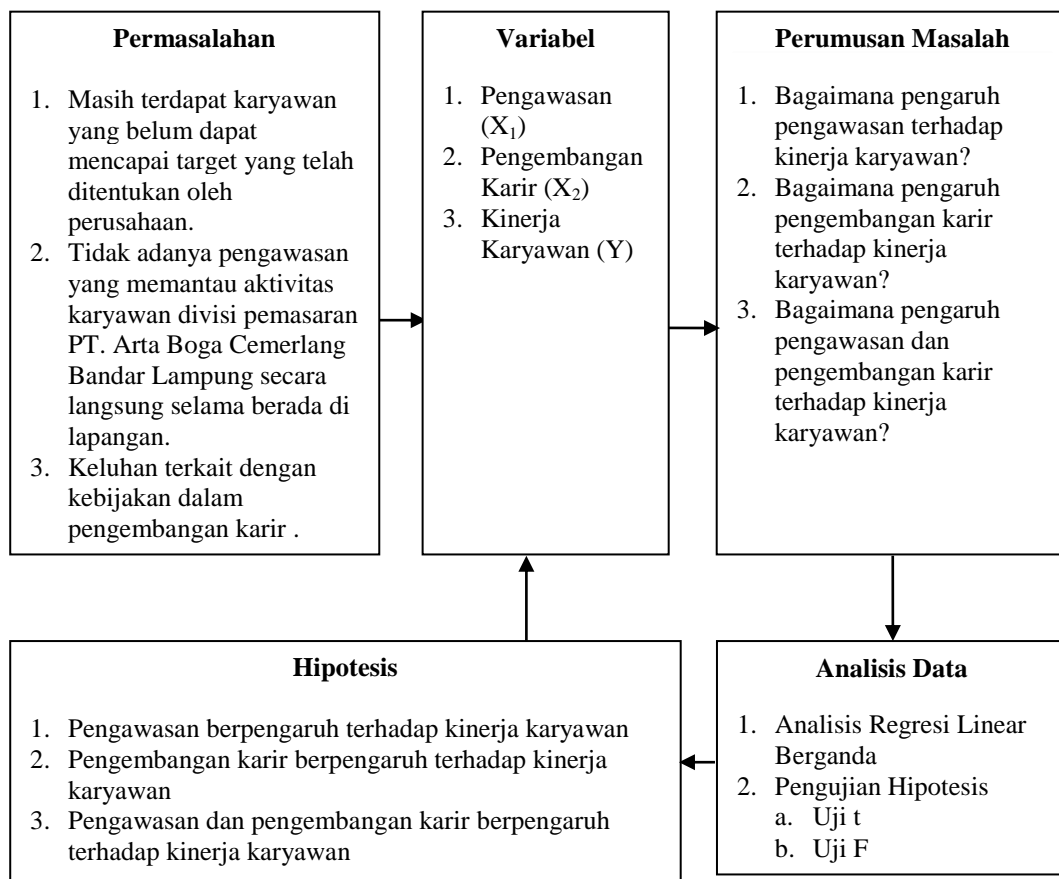 Permasalahan
1. Masih terdapat karyawan
yang belum dapat
mencapai target yang telah
ditentukan oleh
perusahaan.
2. Tidak adanya pengawasan
yang memantau aktivitas
karyawan divisi pemasaran
PT. Arta Boga Cemerlang
Bandar Lampung secara
langsung selama berada di
lapangan.
3. Keluhan terkait dengan
kebijakan dalam
pengembangan karir .
Variabel
1. Pengawasan
(X₁)
2. Pengembangan
Karir (X₂)
3. Kinerja
Karyawan (Y)
Perumusan Masalah
1. Bagaimana pengaruh
pengawasan terhadap
kinerja karyawan?
2. Bagaimana pengaruh
pengembangan karir
terhadap kinerja
karyawan?
3. Bagaimana pengaruh
pengawasan dan
pengembangan karir
terhadap kinerja
karyawan?
Hipotesis
1. Pengawasan berpengaruh terhadap kinerja karyawan
2. Pengembangan karir berpengaruh terhadap kinerja
karyawan
3. Pengawasan dan pengembangan karir berpengaruh
terhadap kinerja karyawan
Analisis Data
1. Analisis Regresi Linear
Berganda
2. Pengujian Hipotesis
a. Uji t
b. Uji F